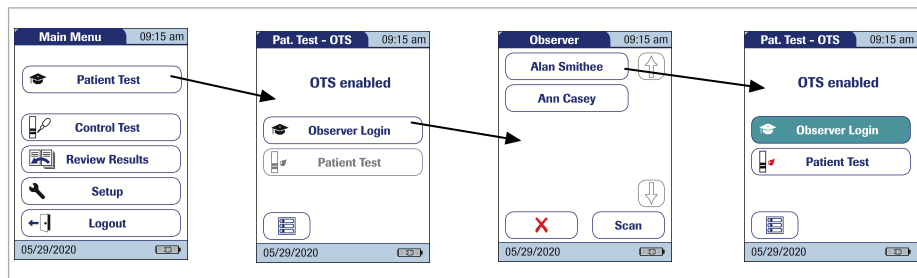 Main Menu 09:15 am
Patient Test
Control Test
Review Results
Setup
Logout
05/29/2020
Pat. Test - OTS 09:15 am
OTS enabled
Observer Login
Patient Test
05/29/2020
Observer 09:15 am
Alan Smithee
Ann Casey
Scan
05/29/2020
Pat. Test - OTS 09:15 am
OTS enabled
Observer Login
Patient Test
05/29/2020